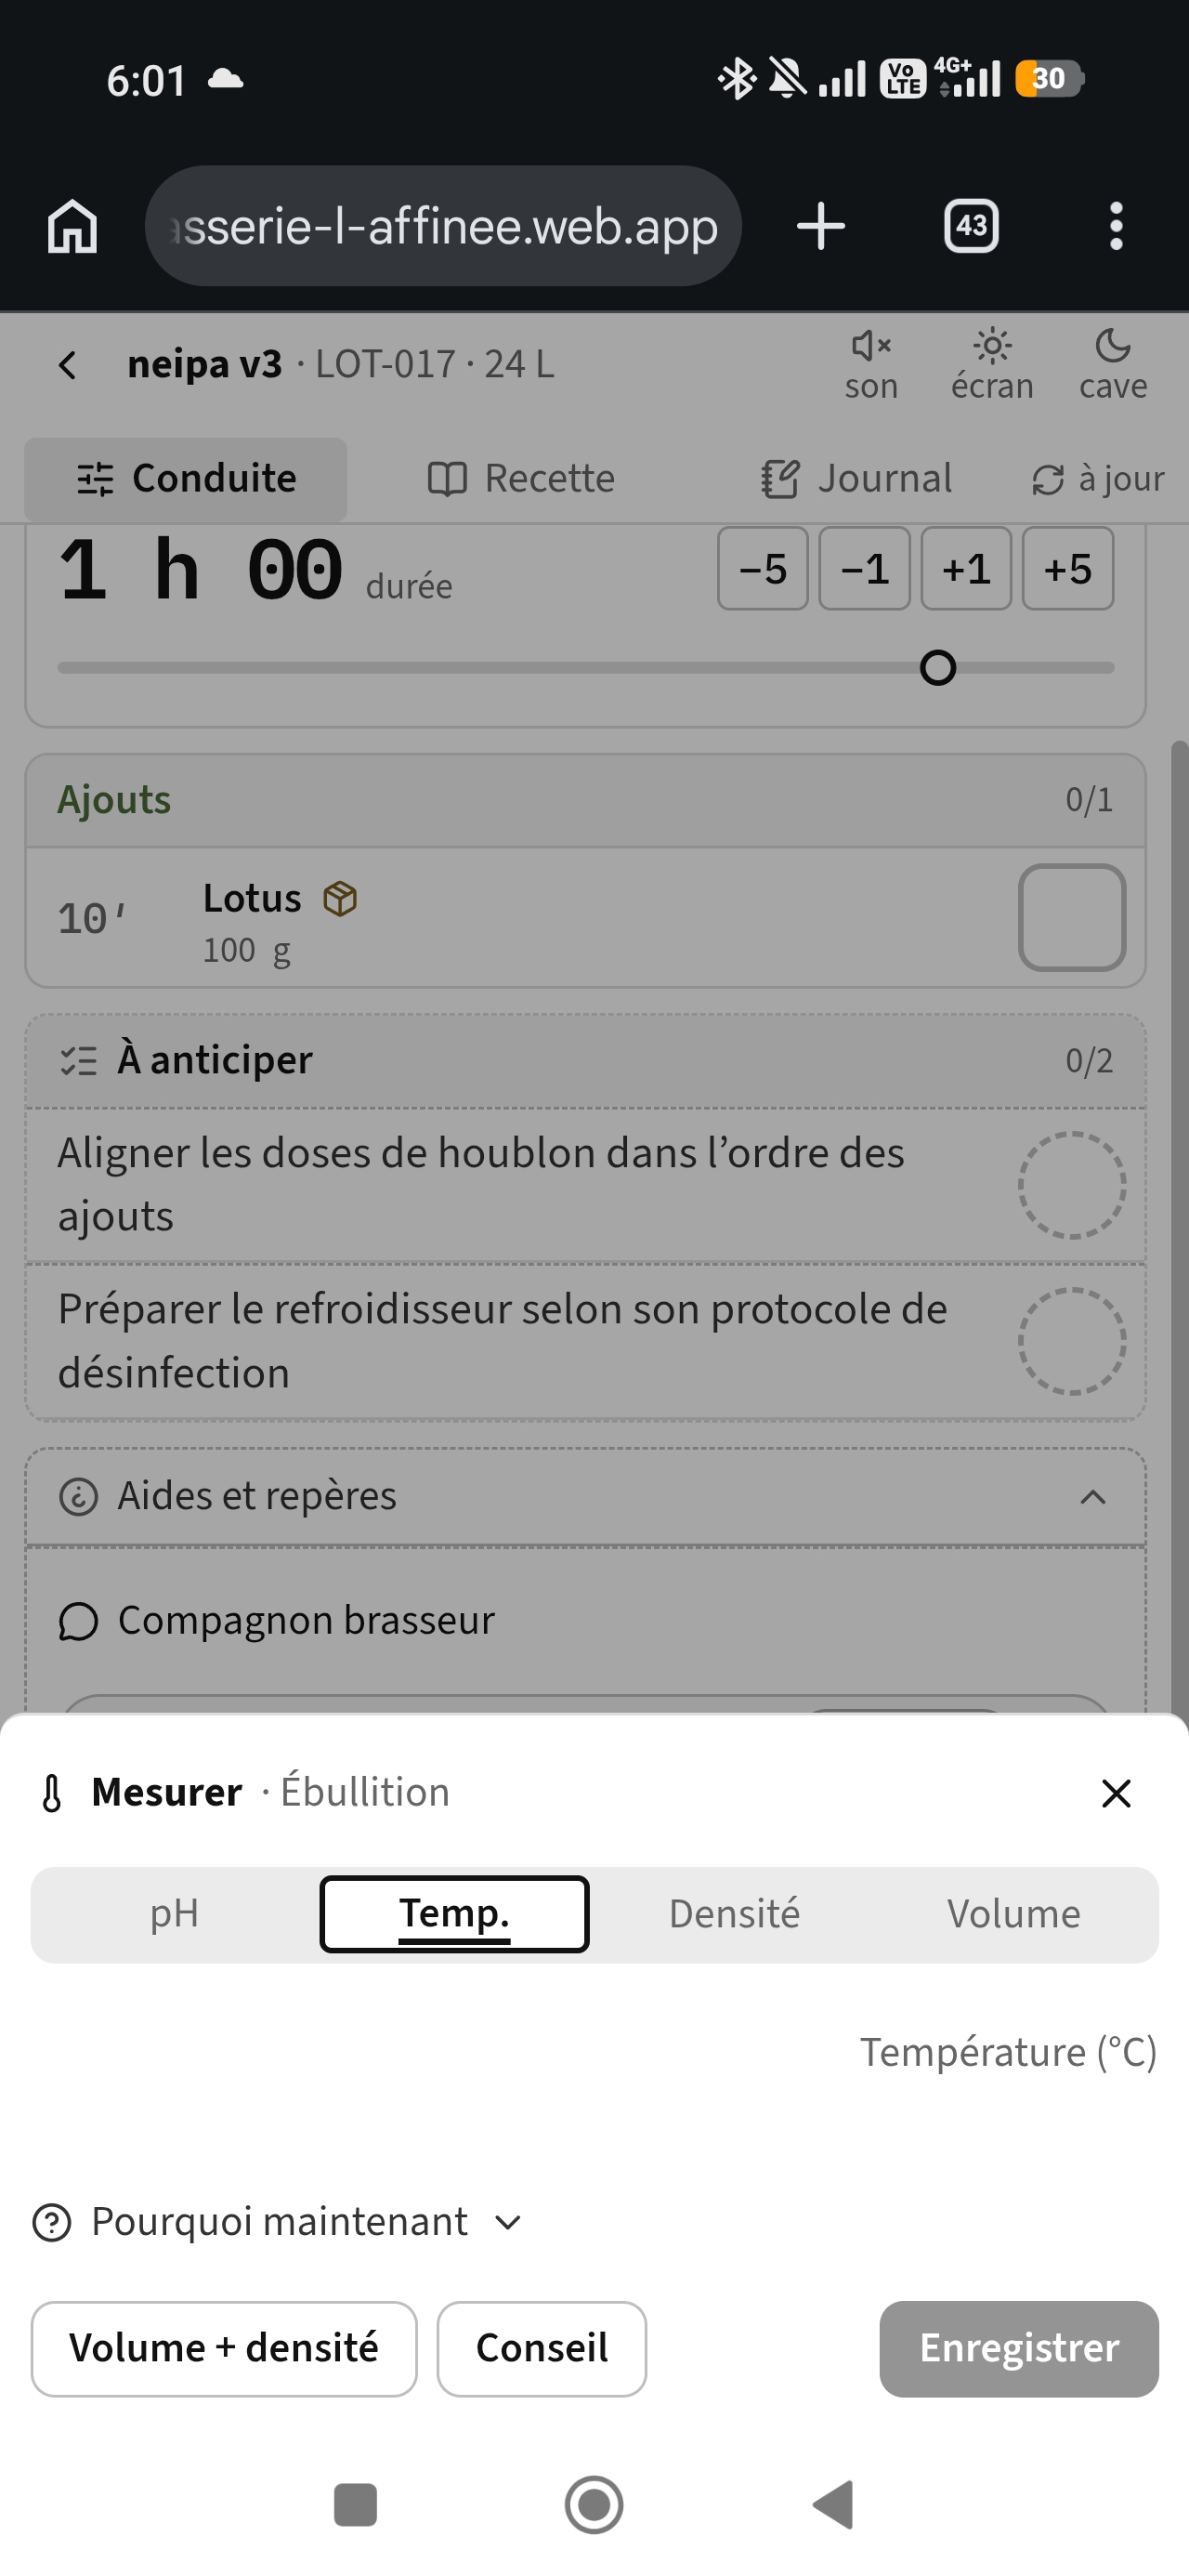 6:01
Vo LTE 4G+ 30
asserie-l-affinee.web.app
43
neipa v3 · LOT-017 · 24 L
son écran cave
Conduite Recette Journal à jour
1 h 00 durée −5 −1 +1 +5
Ajouts 0/1
10′ Lotus
100 g
À anticiper 0/2
Aligner les doses de houblon dans l’ordre des
ajouts
Préparer le refroidisseur selon son protocole de
désinfection
Aides et repères
Compagnon brasseur
Mesurer · Ébullition
pH Temp. Densité Volume
Température (°C)
Pourquoi maintenant
Volume + densité Conseil Enregistrer